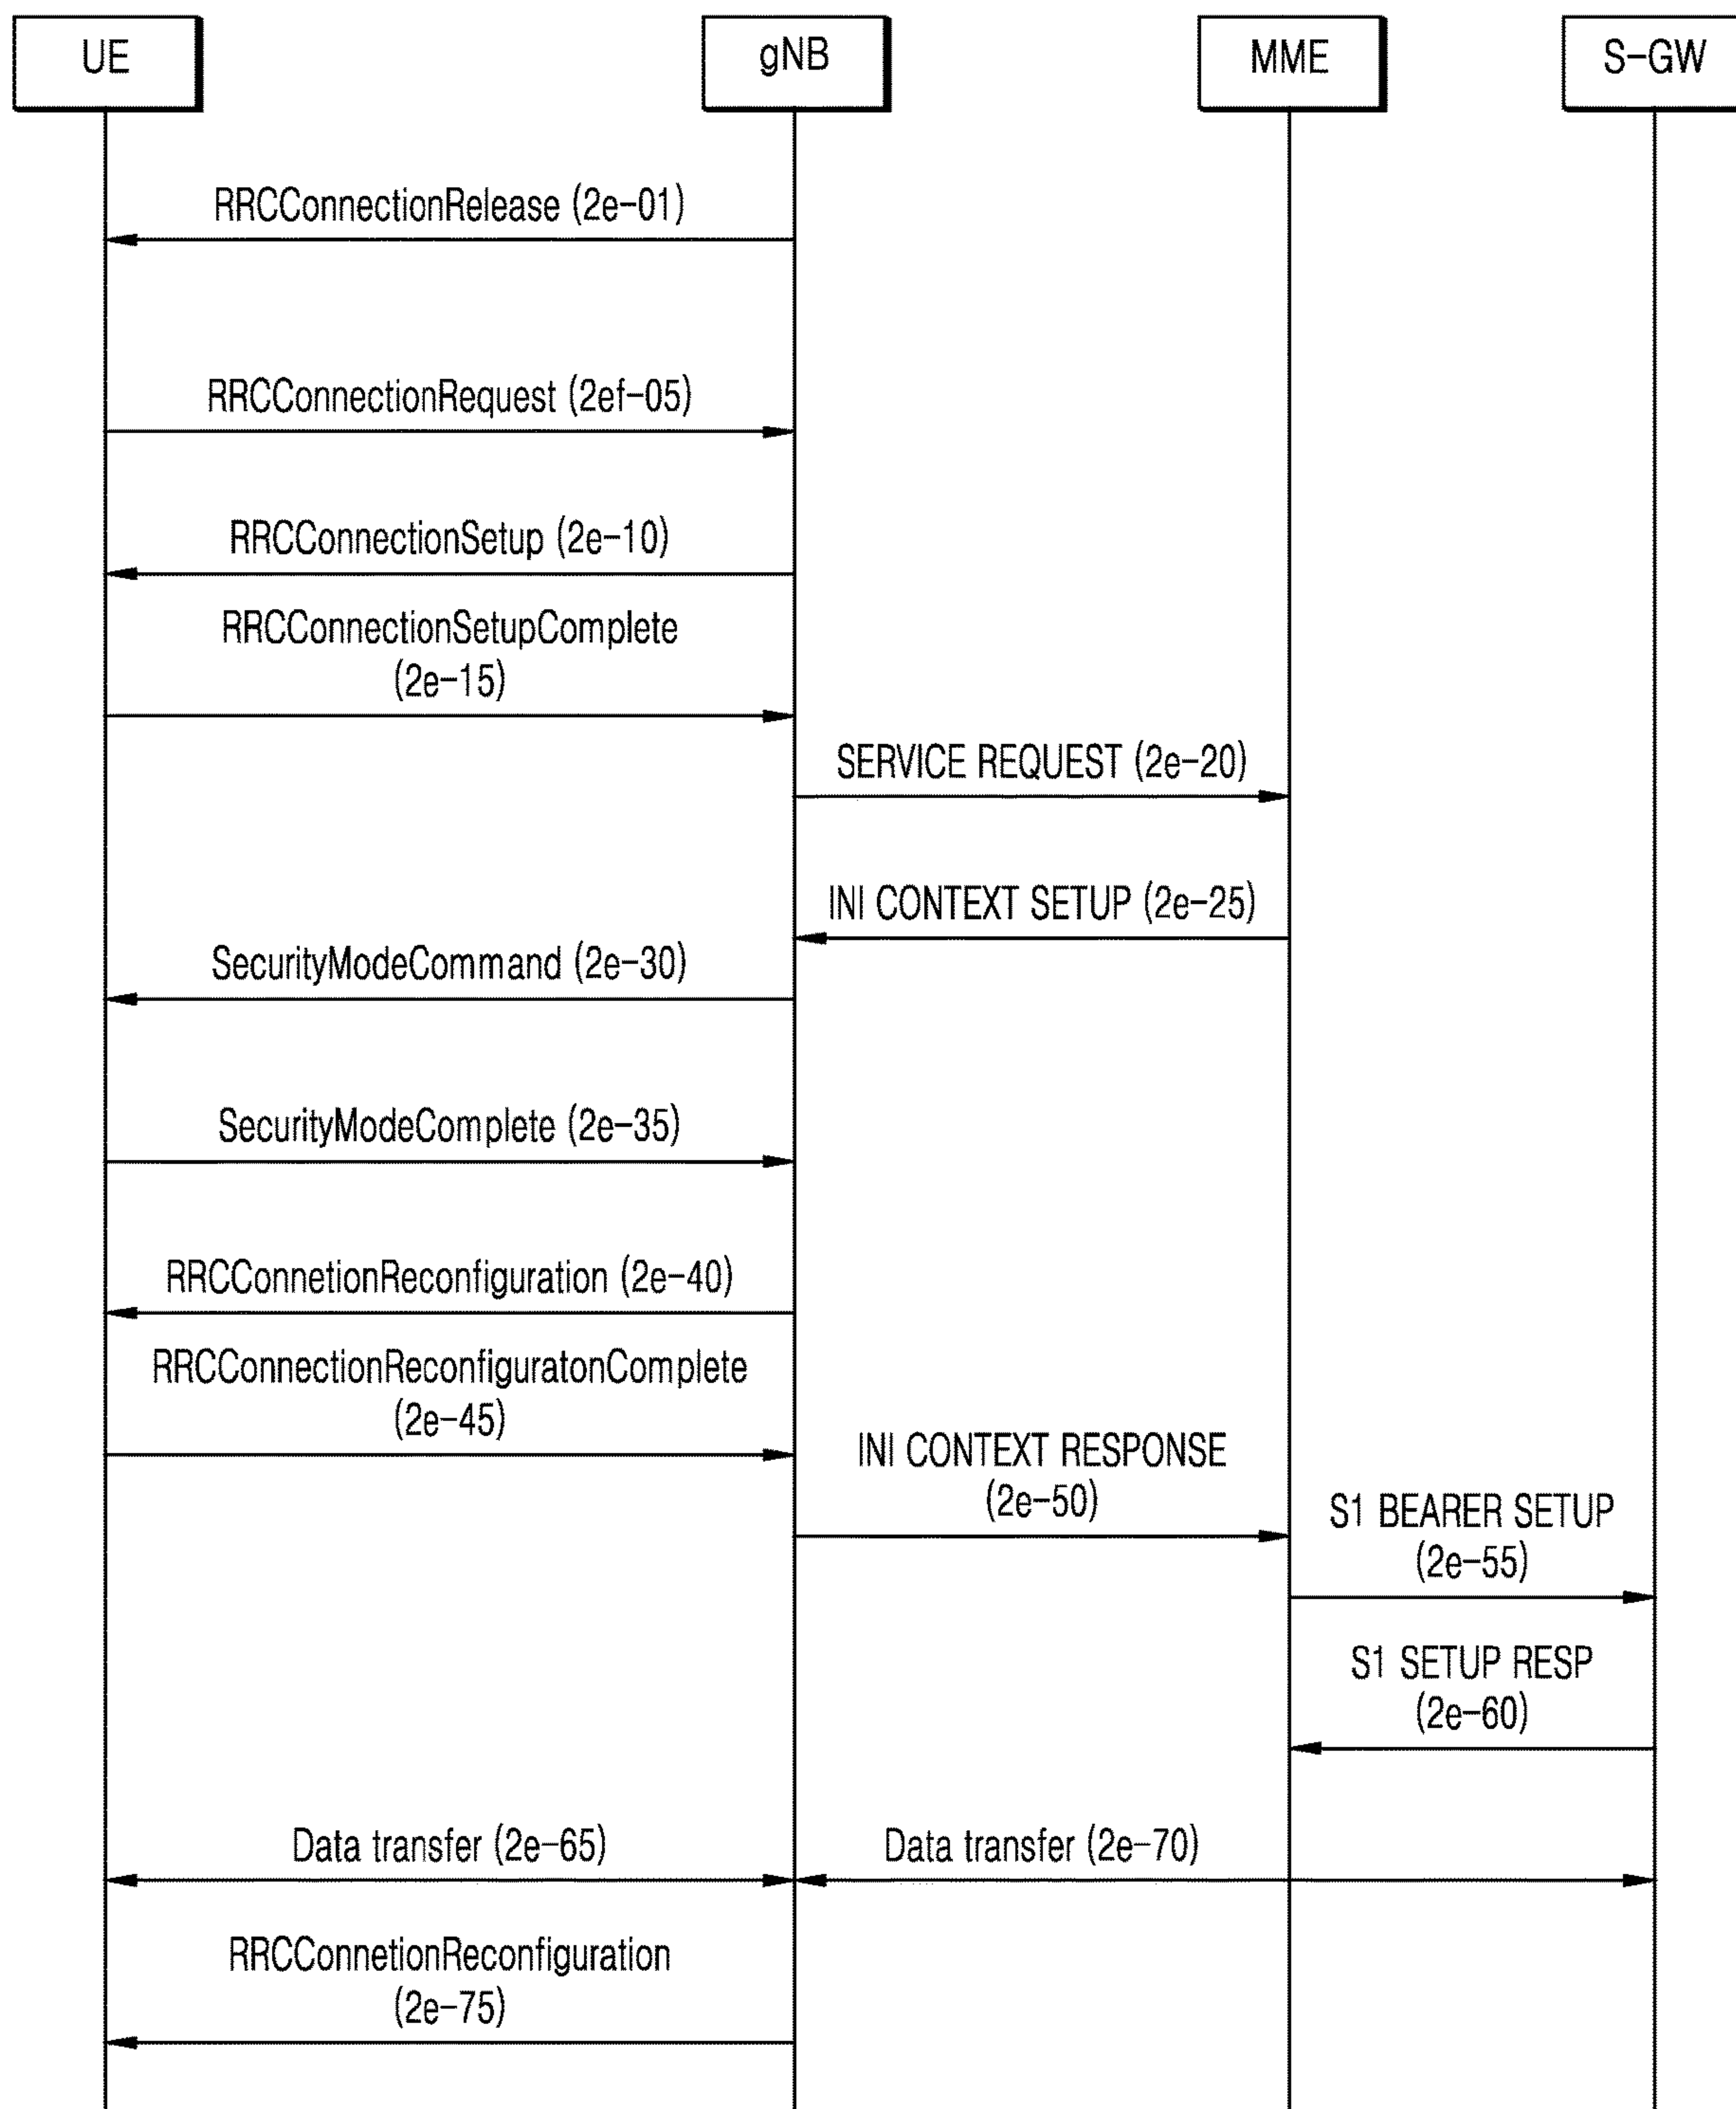 UE
gNB
MME
S-GW
RRCConnectionRelease (2e-01)
RRCConnectionRequest (2ef-05)
RRCConnectionSetup (2e-10)
RRCConnectionSetupComplete
(2e-15)
SERVICE REQUEST (2e-20)
INI CONTEXT SETUP (2e-25)
SecurityModeCommand (2e-30)
SecurityModeComplete (2e-35)
RRCConnetionReconfiguration (2e-40)
RRCConnectionReconfiguratonComplete
(2e-45)
INI CONTEXT RESPONSE
(2e-50)
S1 BEARER SETUP
(2e-55)
S1 SETUP RESP
(2e-60)
Data transfer (2e-65)
Data transfer (2e-70)
RRCConnetionReconfiguration
(2e-75)